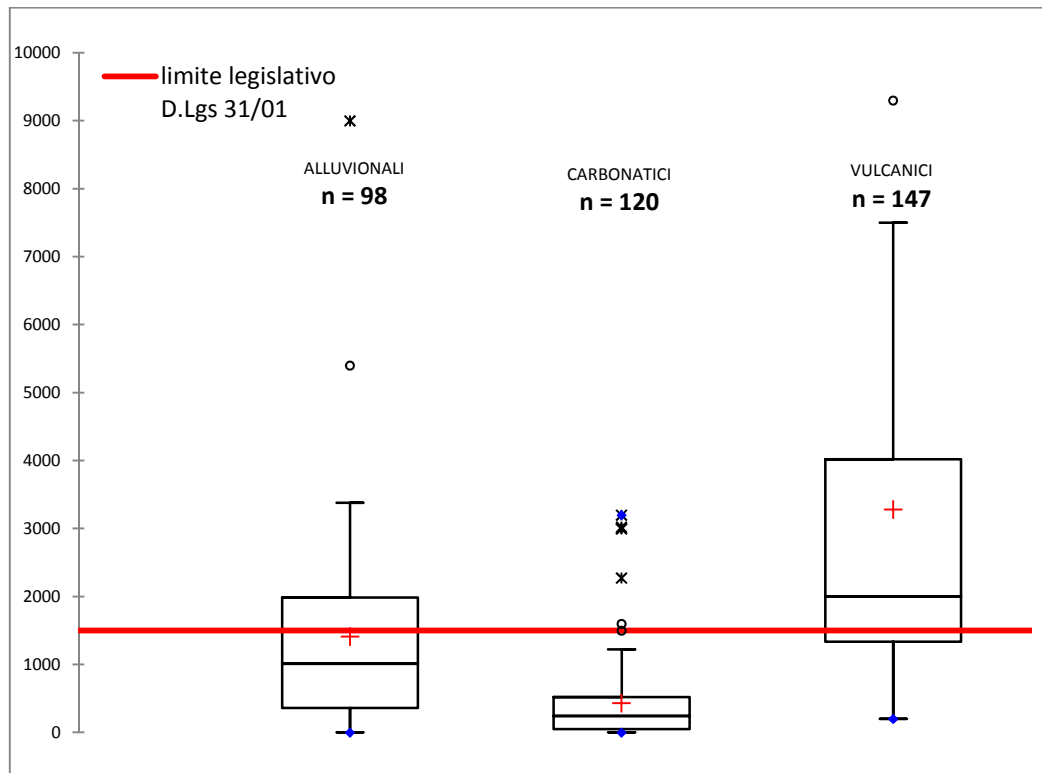 10000
9000
8000
7000
6000
5000
4000
3000
2000
1000
0
limite legislativo
D.Lgs 31/01
ALLUVIONALI
n = 98
CARBONATICI
n = 120
VULCANICI
n = 147